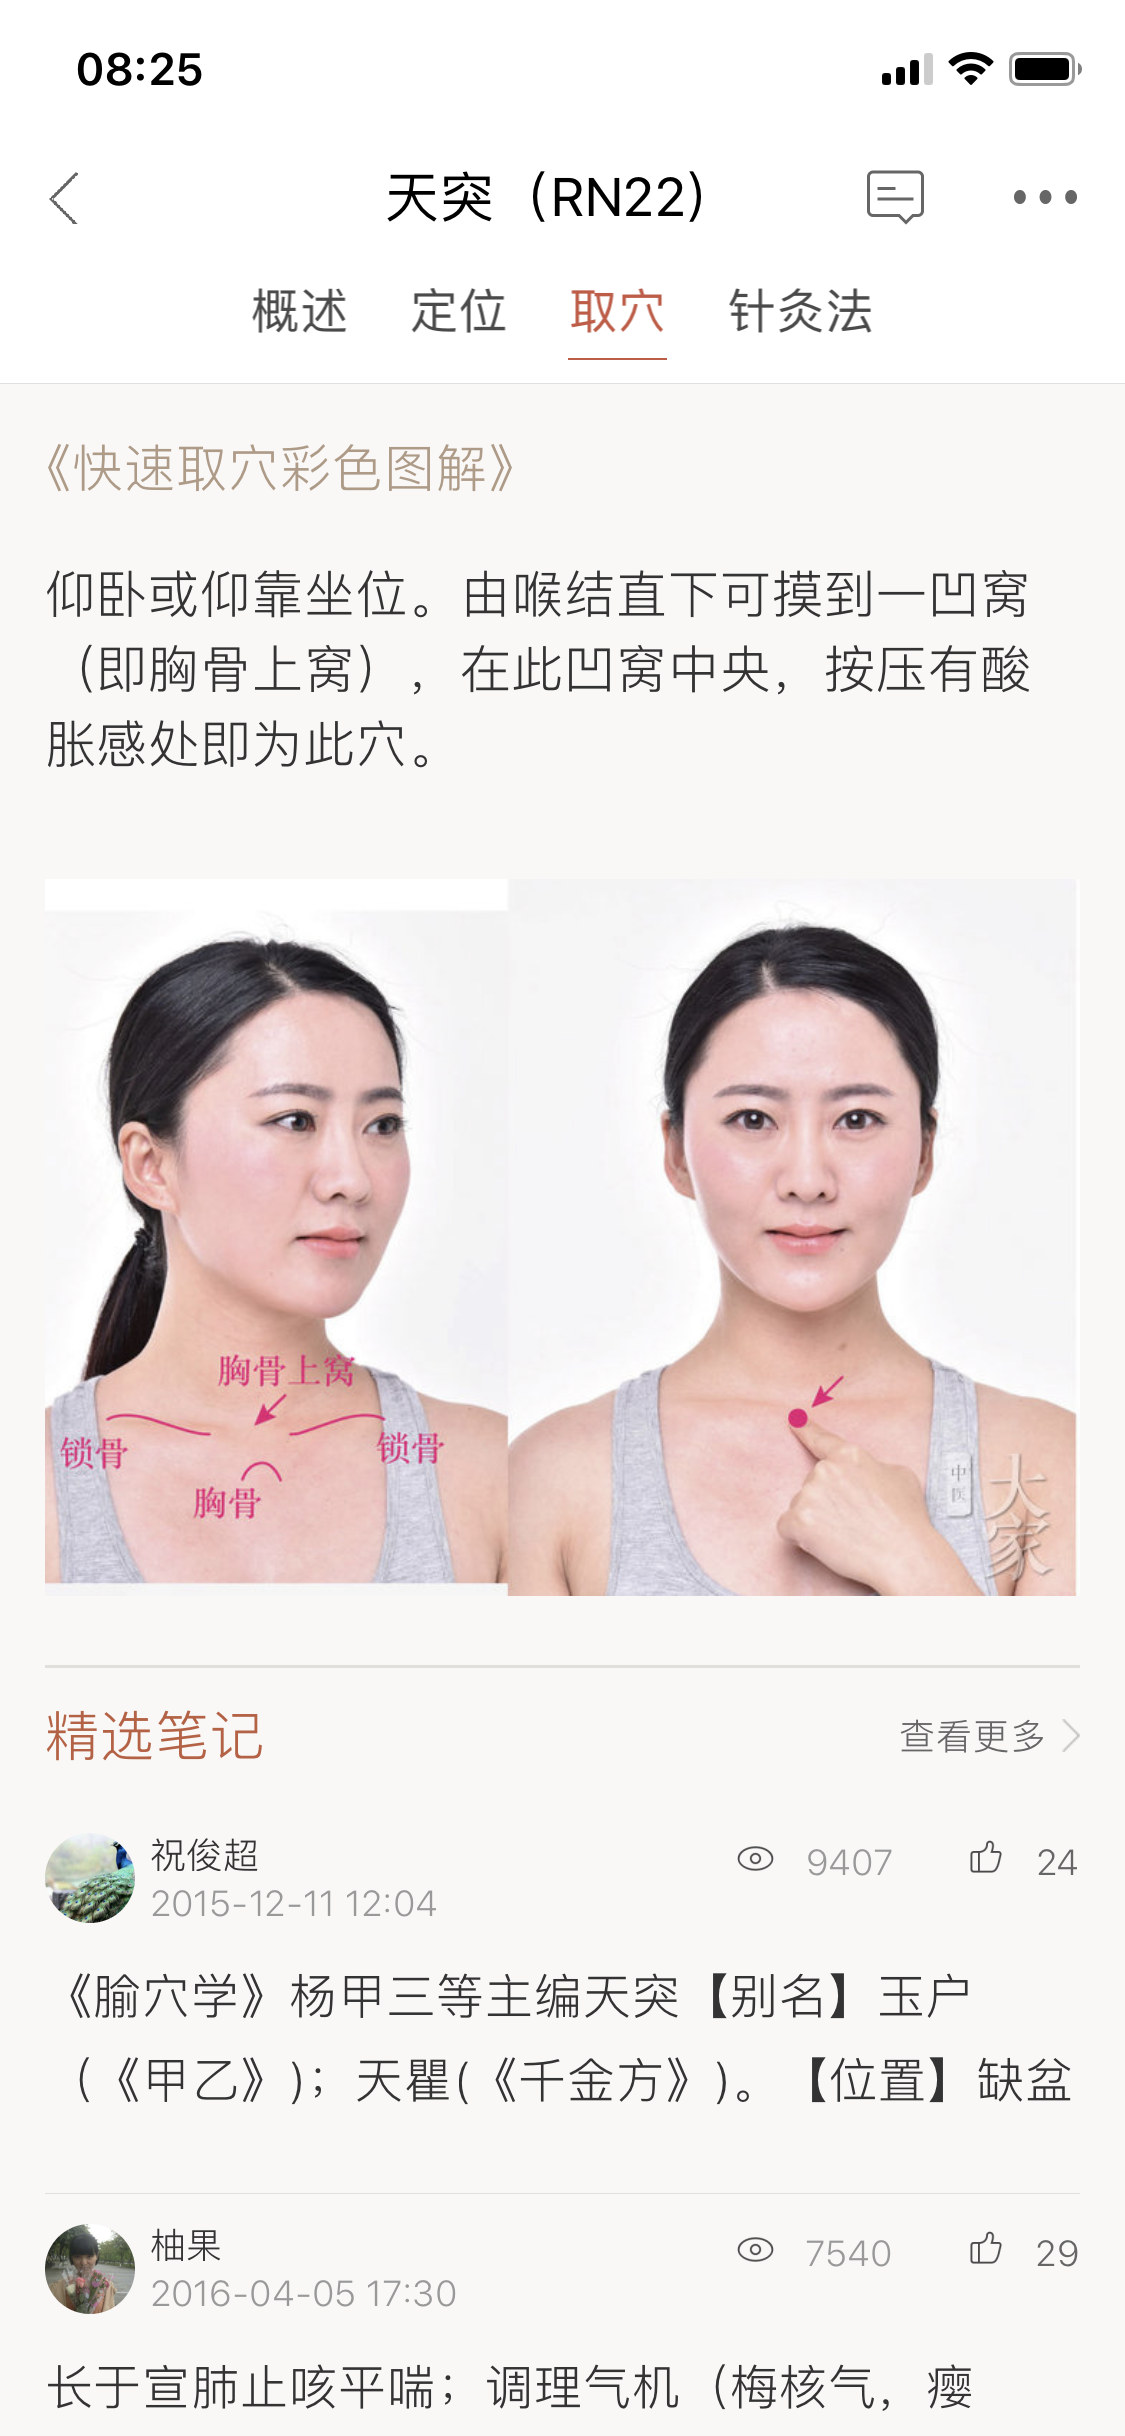 08:25
天突（RN22）
概述 定位 取穴 针灸法
《快速取穴彩色图解》
仰卧或仰靠坐位。由喉结直下可摸到一凹窝
（即胸骨上窝），在此凹窝中央，按压有酸
胀感处即为此穴。
胸骨上窝
锁骨 锁骨
胸骨
中医
大家
精选笔记 查看更多
祝俊超 9407 24
2015-12-11 12:04
《腧穴学》杨甲三等主编天突【别名】玉户
（《甲乙》)；天瞿(《千金方》)。【位置】缺盆
柚果 7540 29
2016-04-05 17:30
长于宣肺止咳平喘；调理气机（梅核气，瘿